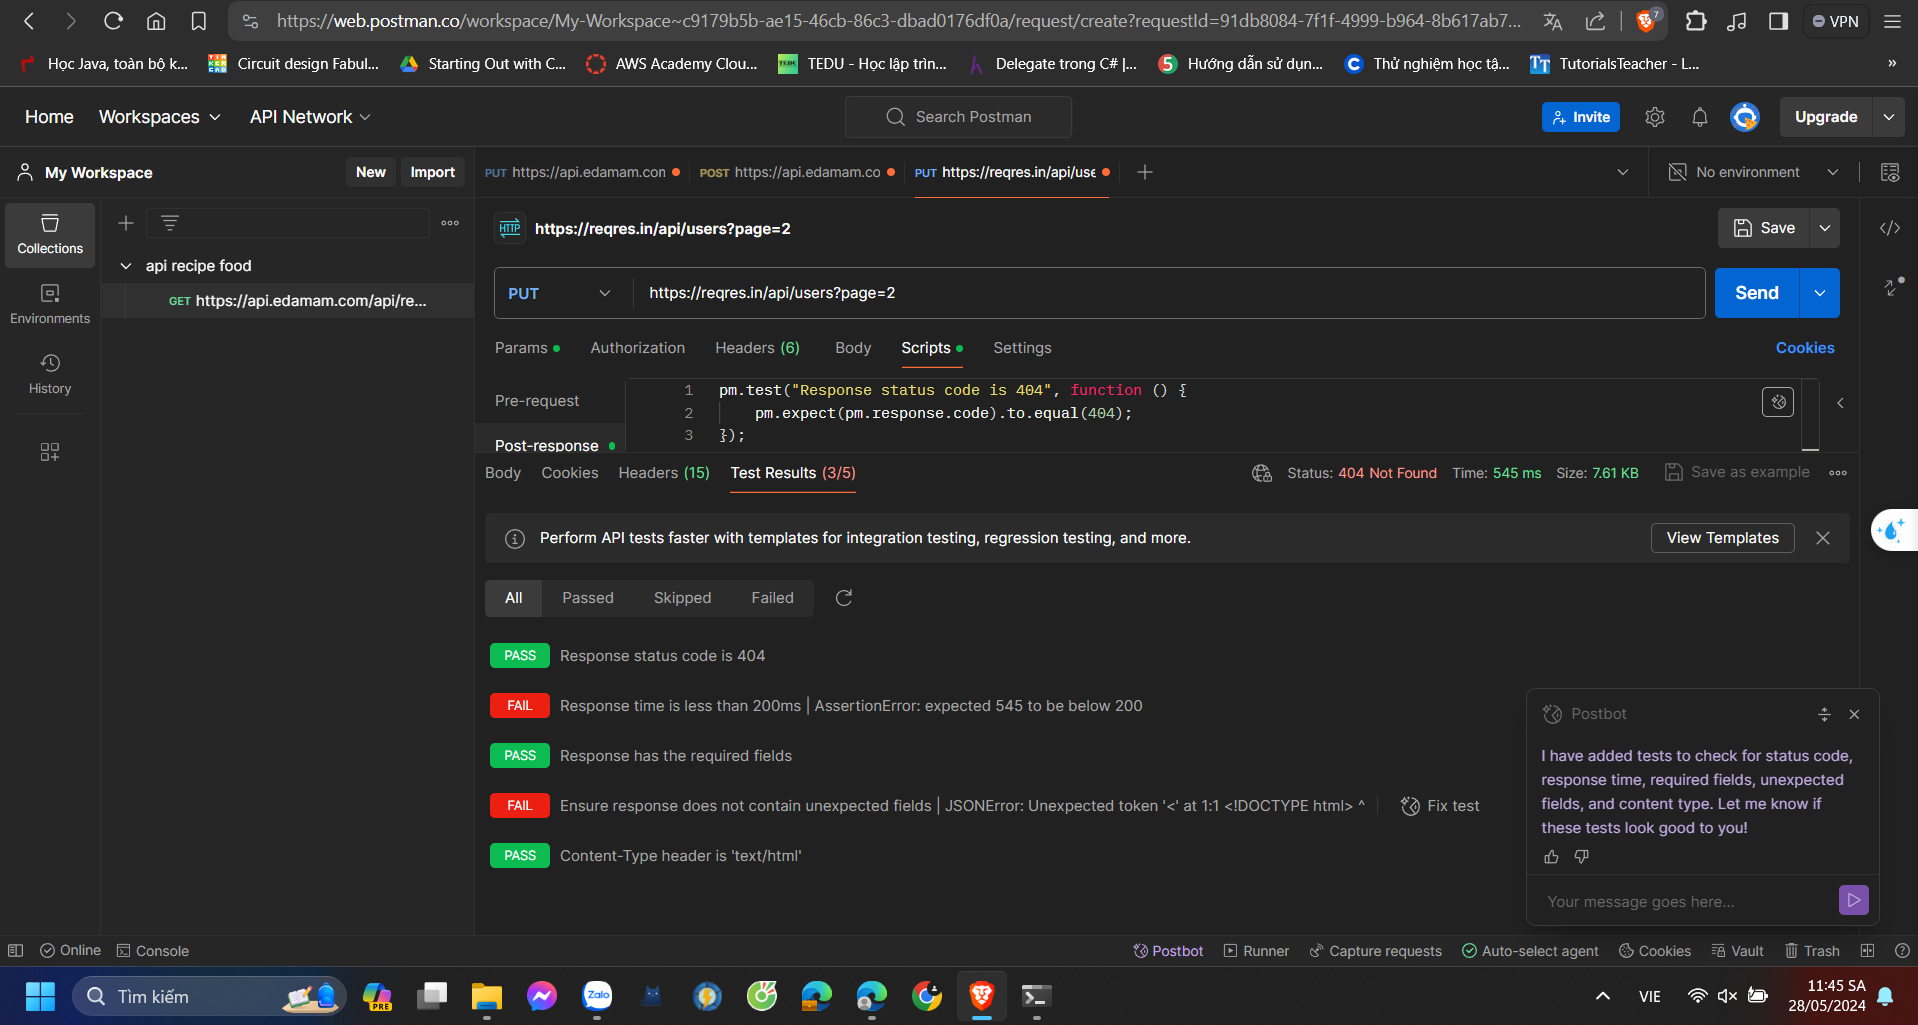 https://web.postman.co/workspace/My-Workspace~c9179b5b-ae15-46cb-86c3-dbad0176df0a/request/create?requestId=91db8084-7f1f-4999-b964-8b617ab7...
7
VPN
Học Java, toàn bộ k...
Circuit design Fabul...
Starting Out with C...
AWS Academy Clou...
TEDU - Học lập trìn...
Delegate trong C# |...
Hướng dẫn sử dụn...
Thử nghiệm học tậ...
TutorialsTeacher - L...
»
Home
Workspaces
API Network
Search Postman
Invite
Upgrade
My Workspace
New
Import
PUT https://api.edamam.con
POST https://api.edamam.co
PUT https://reqres.in/api/use
No environment
Collections
Environments
History
api recipe food
GET https://api.edamam.com/api/re...
HTTP
https://reqres.in/api/users?page=2
Save
PUT
https://reqres.in/api/users?page=2
Send
Params
Authorization
Headers (6)
Body
Scripts
Settings
Cookies
Pre-request
Post-response
1 pm.test("Response status code is 404", function () {
2 pm.expect(pm.response.code).to.equal(404);
3 });
Body
Cookies
Headers (15)
Test Results (3/5)
Status: 404 Not Found
Time: 545 ms
Size: 7.61 KB
Save as example
Perform API tests faster with templates for integration testing, regression testing, and more.
View Templates
All
Passed
Skipped
Failed
PASS Response status code is 404
FAIL Response time is less than 200ms | AssertionError: expected 545 to be below 200
PASS Response has the required fields
FAIL Ensure response does not contain unexpected fields | JSONError: Unexpected token '<' at 1:1 <!DOCTYPE html> ^
Fix test
PASS Content-Type header is 'text/html'
Postbot
I have added tests to check for status code,
response time, required fields, unexpected
fields, and content type. Let me know if
these tests look good to you!
Your message goes here...
Online
Console
Postbot
Runner
Capture requests
Auto-select agent
Cookies
Vault
Trash
Tìm kiếm
PRE
Zalo
VIE
11:45 SA
28/05/2024